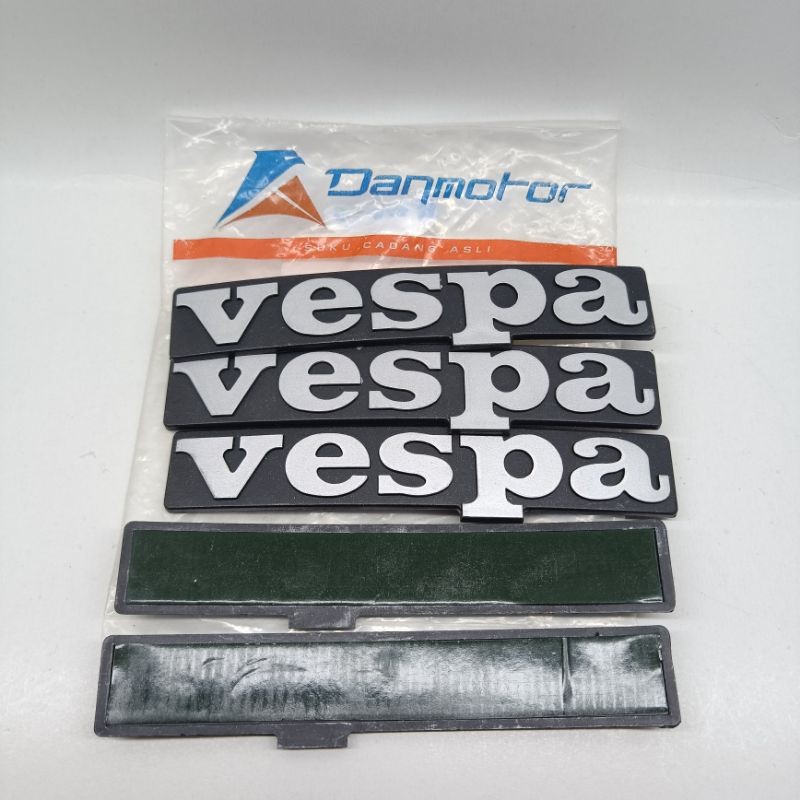 Danmotor
SUKU CADANG ASLI
vespa
vespa
vespa